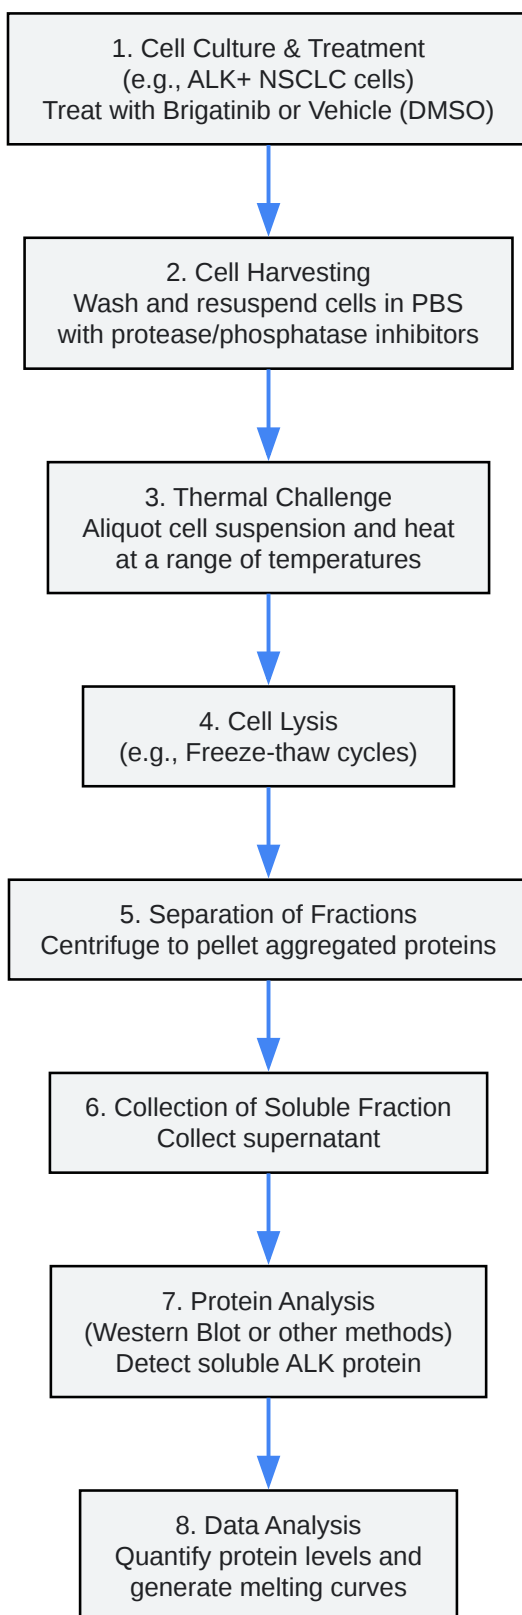 1. Cell Culture & Treatment
(e.g., ALK+ NSCLC cells)
Treat with Brigatinib or Vehicle (DMSO)
2. Cell Harvesting
Wash and resuspend cells in PBS
with protease/phosphatase inhibitors
3. Thermal Challenge
Aliquot cell suspension and heat
at a range of temperatures
4. Cell Lysis
(e.g., Freeze-thaw cycles)
5. Separation of Fractions
Centrifuge to pellet aggregated proteins
6. Collection of Soluble Fraction
Collect supernatant
7. Protein Analysis
(Western Blot or other methods)
Detect soluble ALK protein
8. Data Analysis
Quantify protein levels and
generate melting curves